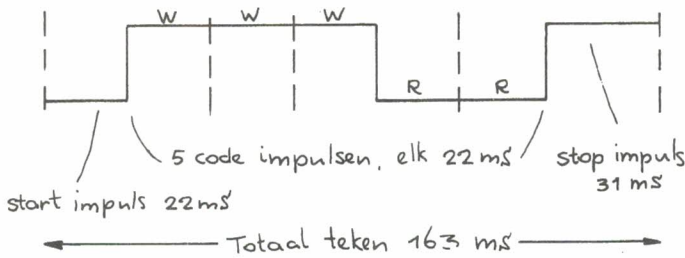 W W W
R R
5 code impulsen, elk 22 ms
stop impuls
31 ms
start impuls 22 ms
Totaal teken 163 ms